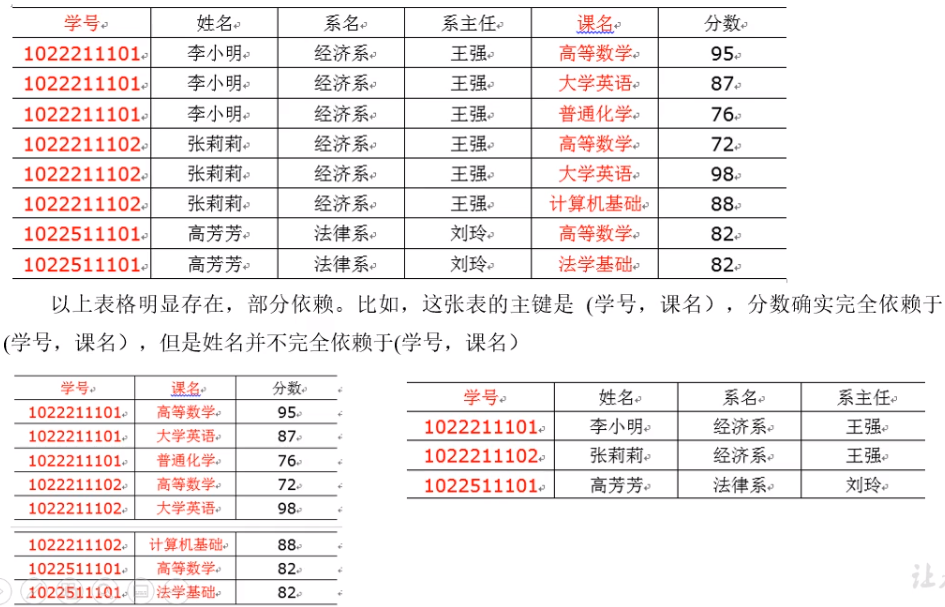 学号 姓名 系名 系主任 课名 分数
1022211101 李小明 经济系 王强 高等数学 95
1022211101 李小明 经济系 王强 大学英语 87
1022211101 李小明 经济系 王强 普通化学 76
1022211102 张莉莉 经济系 王强 高等数学 72
1022211102 张莉莉 经济系 王强 大学英语 98
1022211102 张莉莉 经济系 王强 计算机基础 88
1022511101 高芳芳 法律系 刘玲 高等数学 82
1022511101 高芳芳 法律系 刘玲 法学基础 82
以上表格明显存在，部分依赖。比如，这张表的主键是 (学号，课名），分数确实完全依赖于
(学号，课名），但是姓名并不完全依赖于(学号，课名）
学号 课名 分数
1022211101 高等数学 95
1022211101 大学英语 87
1022211101 普通化学 76
1022211102 高等数学 72
1022211102 大学英语 98
1022211102 计算机基础 88
1022511101 高等数学 82
1022511101 法学基础 82
学号 姓名 系名 系主任
1022211101 李小明 经济系 王强
1022211102 张莉莉 经济系 王强
1022511101 高芳芳 法律系 刘玲
让